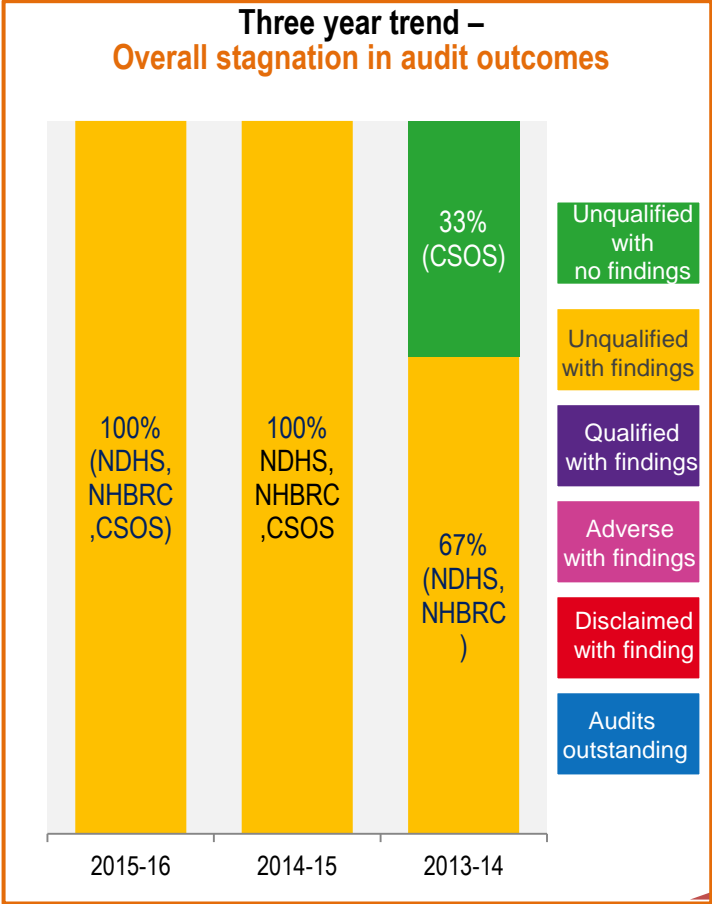 Three year trend –
Overall stagnation in audit outcomes
100%
(NDHS,
NHBRC
,CSOS)
100%
NDHS,
NHBRC
,CSOS
33%
(CSOS)
67%
(NDHS,
NHBRC
)
2015-16
2014-15
2013-14
Unqualified
with
no findings
Unqualified
with findings
Qualified
with findings
Adverse
with findings
Disclaimed
with finding
Audits
outstanding